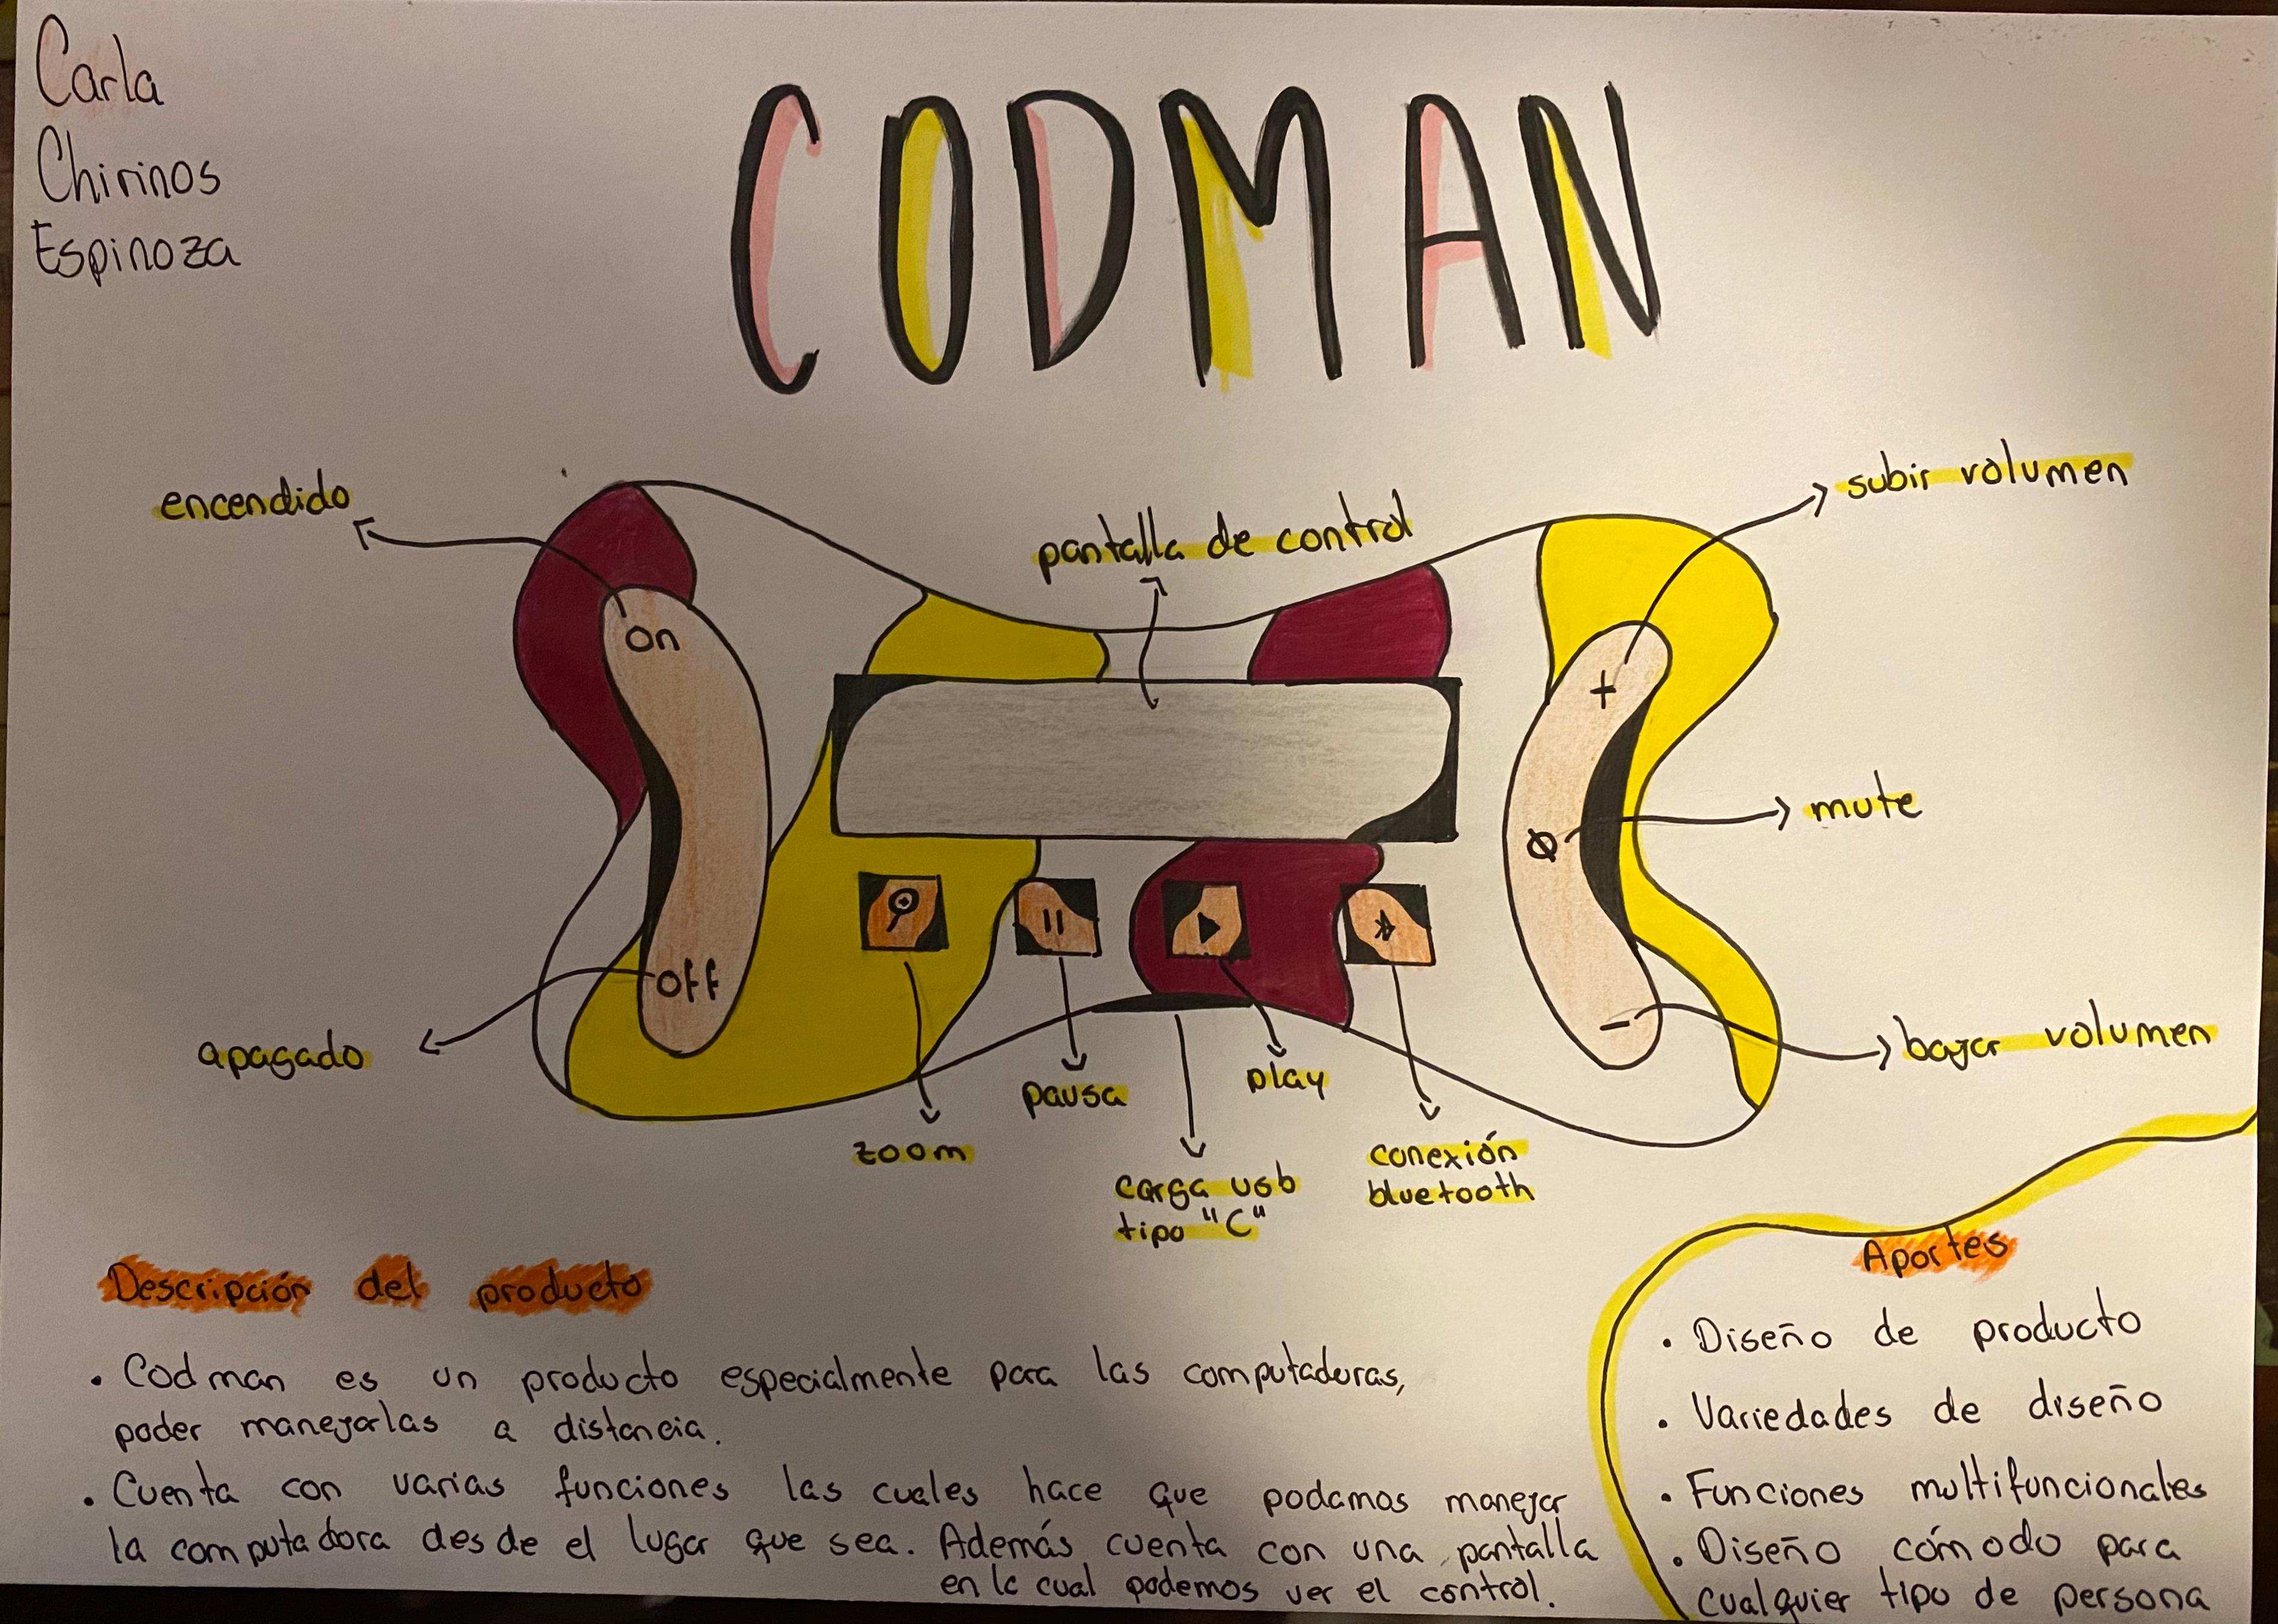 Carla
Chirinos
Espinoza
CODMAN
encendido
subir volumen
pantalla de control
On
+
mute
Off
-
apagado
bajar volumen
pausa
play
zoom
carga usb
tipo "C"
conexión
bluetooth
Descripción del producto
• Codman es un producto especialmente para las computadoras,
poder manejarlas a distancia.
• Cuenta con varias funciones las cuales hace que podamos manejar
la computadora desde el lugar que sea. Además cuenta con una pantalla
en la cual podemos ver el control.
Aportes
• Diseño de producto
• Variedades de diseño
• Funciones multifuncionales
• Diseño cómodo para
cualquier tipo de persona